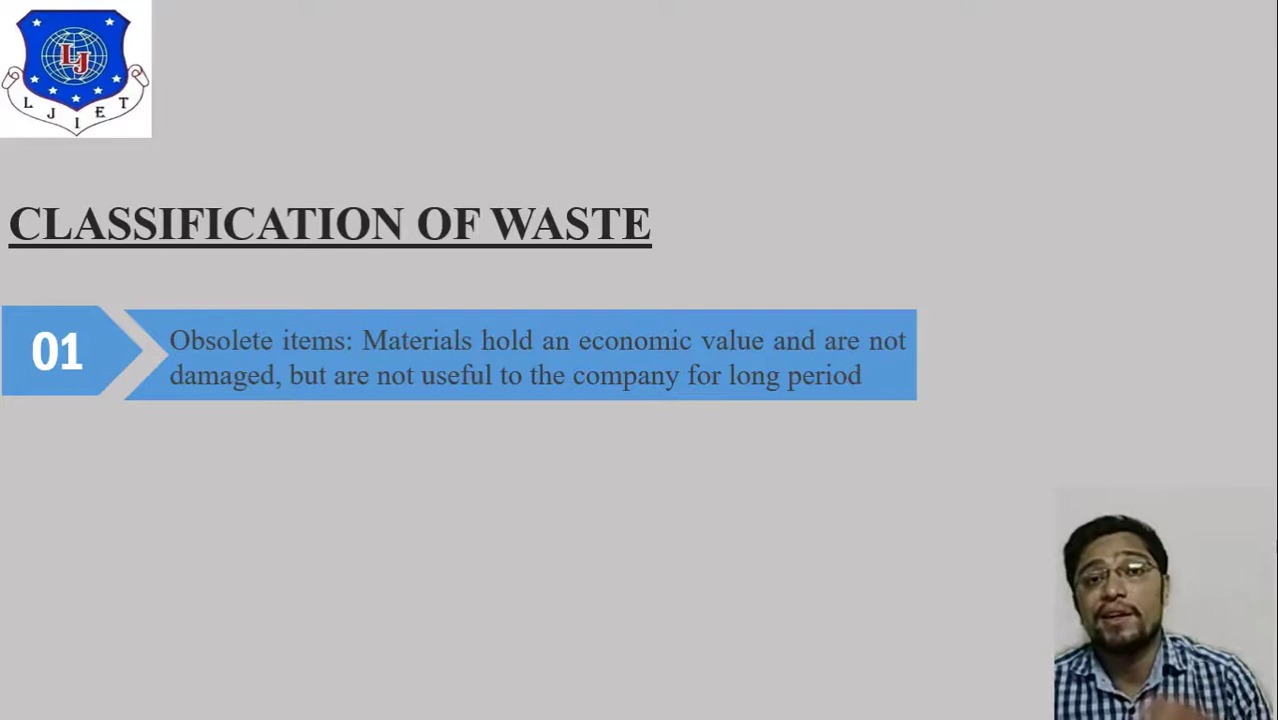 LJ
L J I E T
CLASSIFICATION OF WASTE
01
Obsolete items: Materials hold an economic value and are not
damaged, but are not useful to the company for long period